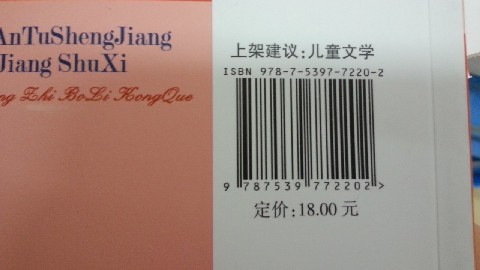 AnTuShengJiang
Jiang ShuXi
ng Zhi BoLi KongQue
上架建议:儿童文学
ISBN 978-7-5397-7220-2
9 787539 772202 >
定价:18.00 元